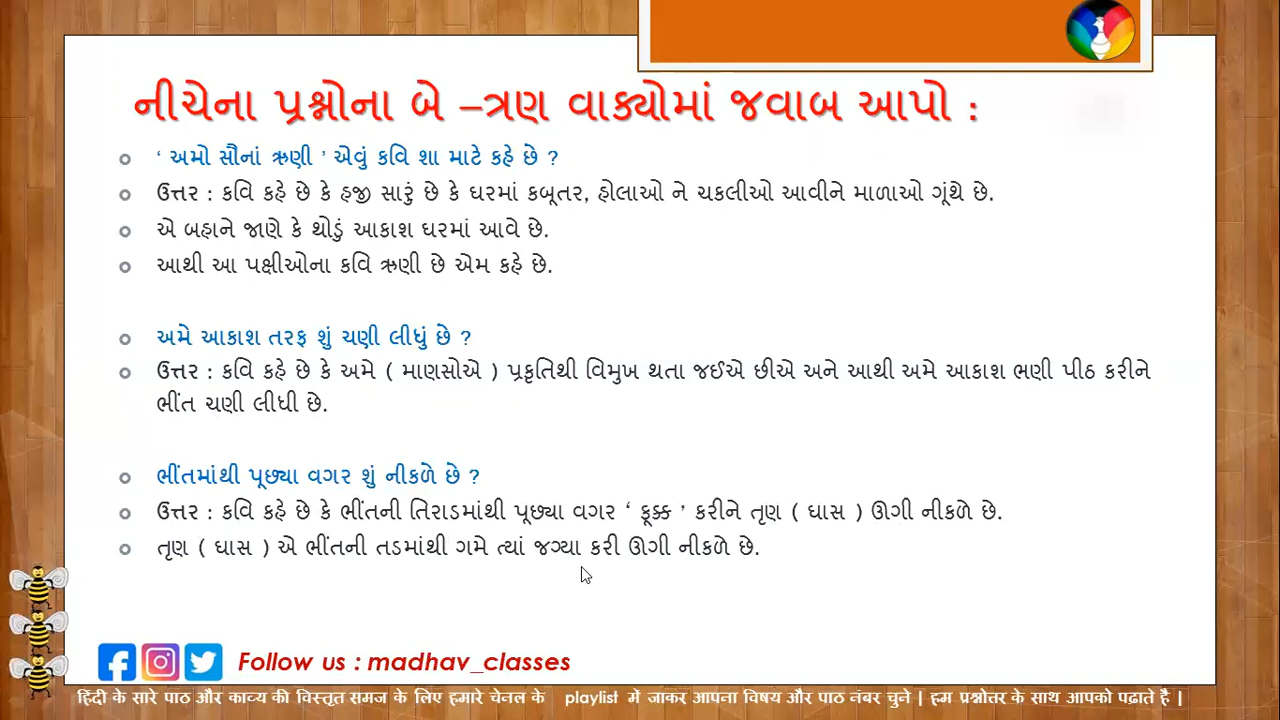 નીચેના પ્રશ્નોના બે –ત્રણ વાક્યોમાં જવાબ આપો :
‘ અમો સૌનાં ઋણી ’ એવું કવિ શા માટે કહે છે ?
ઉત્તર : કવિ કહે છે કે હજી સારું છે કે ઘરમાં કબૂતર, હોલાઓ ને ચકલીઓ આવીને માળાઓ ગૂંથે છે.
એ બહાને જાણે કે થોડું આકાશ ઘરમાં આવે છે.
આથી આ પક્ષીઓના કવિ ઋણી છે એમ કહે છે.
અમે આકાશ તરફ શું ચણી લીધું છે ?
ઉત્તર : કવિ કહે છે કે અમે ( માણસોએ ) પ્રકૃતિથી વિમુખ થતા જઈએ છીએ અને આથી અમે આકાશ ભણી પીઠ કરીને
ભીંત ચણી લીધી છે.
ભીંતમાંથી પૂછ્યા વગર શું નીકળે છે ?
ઉત્તર : કવિ કહે છે કે ભીંતની તિરાડમાંથી પૂછ્યા વગર ‘ કૂક્ક ’ કરીને તૃણ ( ઘાસ ) ઊગી નીકળે છે.
તૃણ ( ઘાસ ) એ ભીંતની તડમાંથી ગમે ત્યાં જગ્યા કરી ઊગી નીકળે છે.
Follow us : madhav_classes
हिंदी के सारे पाठ और काव्य की विस्तृत समज के लिए हमारे चेनल के playlist में जाकर आपना विषय और पाठ नंबर चुने | हम प्रश्नोत्तर के साथ आपको पढ़ाते है |